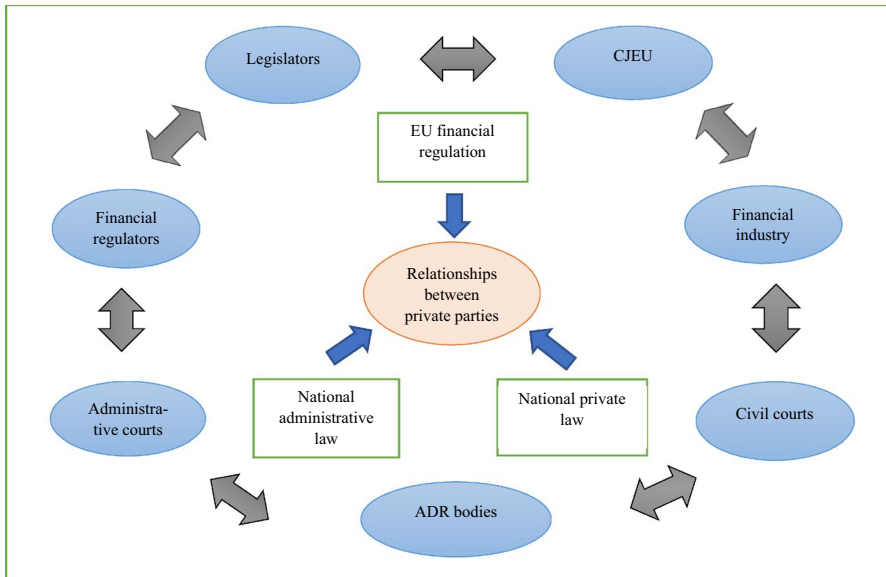 Legislators
CJEU
EU financial
regulation
Financial
regulators
Financial
industry
Relationships
between
private parties
National
administrative
law
National private
law
Administra-
tive courts
Civil courts
ADR bodies